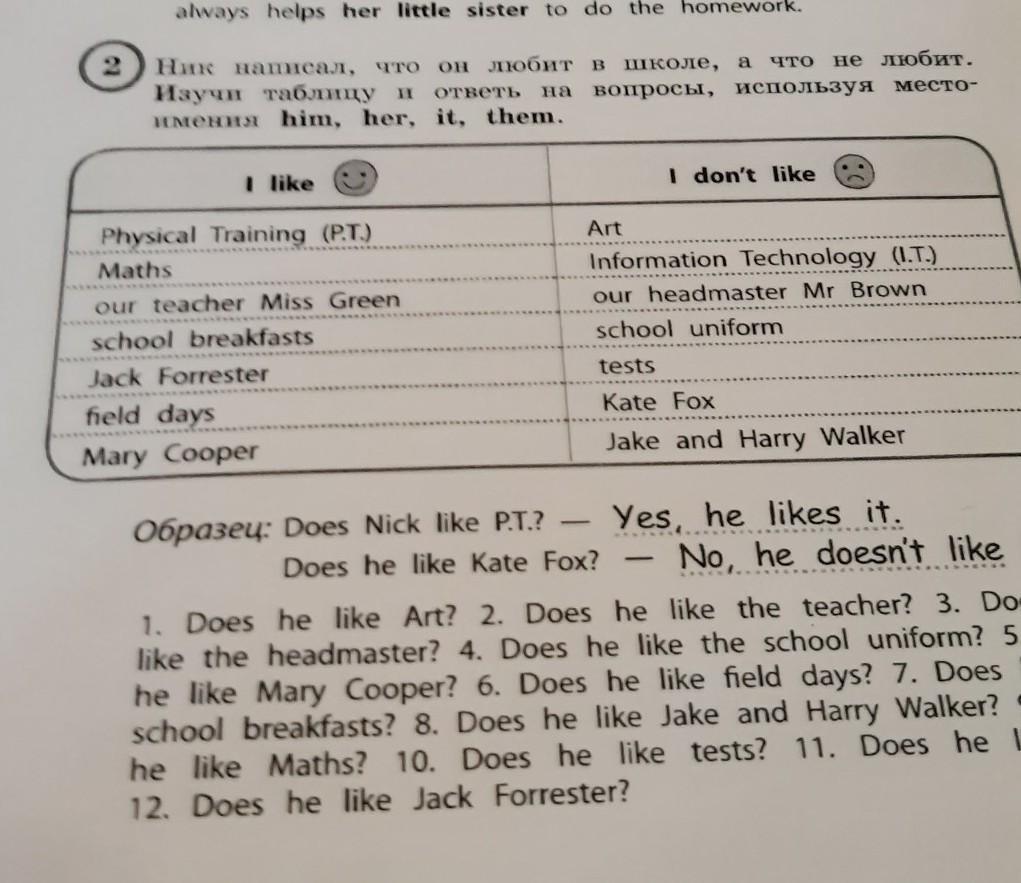 always helps her little sister to do the homework.
2 Ник написал, что он любит в школе, а что не любит.
Изучи таблицу и ответь на вопросы, используя место-
имения him, her, it, them.
I like I don't like
Physical Training (P.T.) Art
Maths Information Technology (I.T.)
our teacher Miss Green our headmaster Mr Brown
school breakfasts school uniform
Jack Forrester tests
field days Kate Fox
Mary Cooper Jake and Harry Walker
Образец: Does Nick like P.T.? — Yes, he likes it.
Does he like Kate Fox? — No, he doesn't like
1. Does he like Art? 2. Does he like the teacher? 3.
like the headmaster? 4. Does he like the school uniform? 5
he like Mary Cooper? 6. Does he like field days? 7. Does
school breakfasts? 8. Does he like Jake and Harry Walker?
he like Maths? 10. Does he like tests? 11. Does he
12. Does he like Jack Forrester?